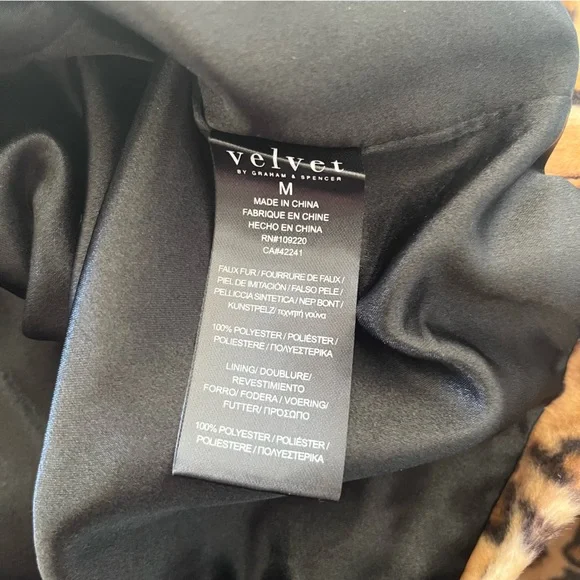 velvet
BY GRAHAM & SPENCER
M
MADE IN CHINA
FABRIQUE EN CHINE
HECHO EN CHINA
RN#109220
CA#42241
FAUX FUR / FOURRURE DE FAUX /
PIEL DE IMITACIÓN / FALSO PELE /
PELLICCIA SINTETICA / NEP BONT /
KUNSTPELZ / τεχνητή γούνα
100% POLYESTER / POLIÉSTER /
POLIESTERE / ΠΟΛΥΕΣΤΕΡΙΚΑ
LINING/ DOUBLURE/
REVESTIMIENTO
FORRO/ FODERA / VOERING/
FUTTER/ ΠΡΌΣΩΠΟ
100% POLYESTER / POLIÉSTER /
POLIESTERE / ΠΟΛΥΕΣΤΕΡΙΚΑ